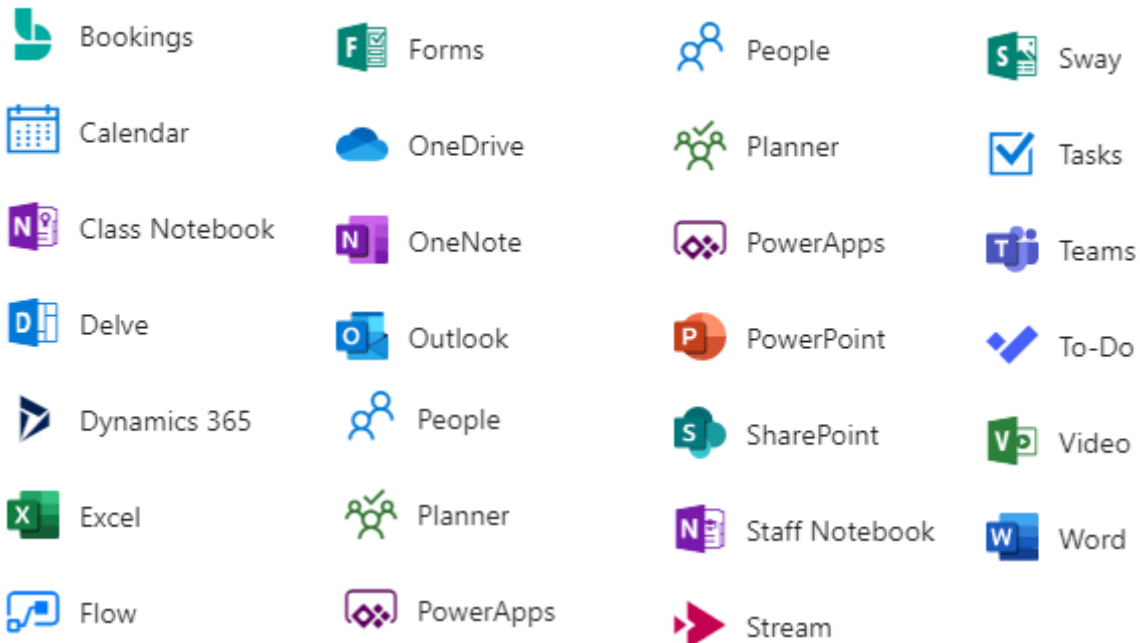 Bookings
Calendar
Class Notebook
Delve
Dynamics 365
Excel
Flow
Forms
OneDrive
OneNote
Outlook
People
Planner
PowerApps
People
Planner
PowerApps
PowerPoint
SharePoint
Staff Notebook
Stream
Sway
Tasks
Teams
To-Do
Video
Word